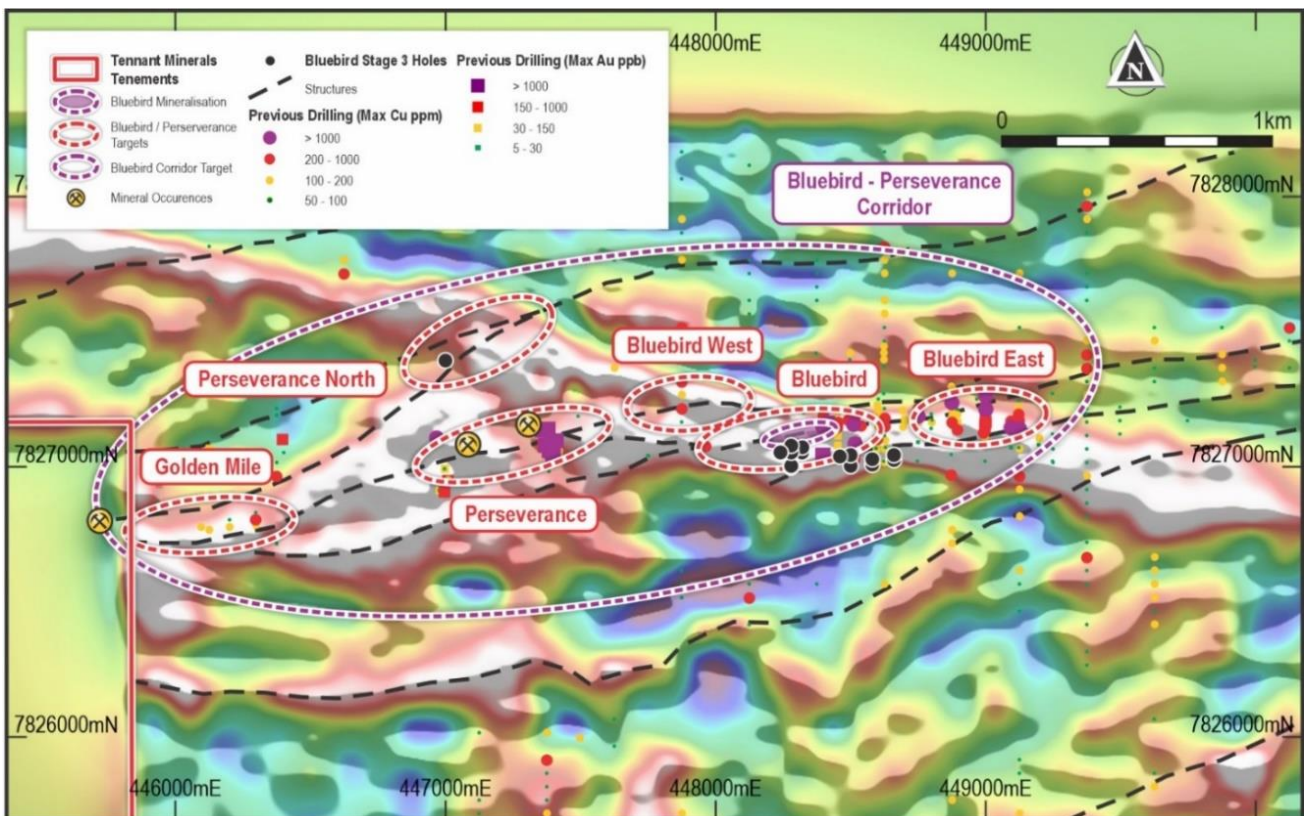 Tennant Minerals
Tenements
Bluebird Mineralisation
Bluebird / Perserverance
Targets
Bluebird Corridor Target
Mineral Occurences
Bluebird Stage 3 Holes
Structures
Previous Drilling (Max Cu ppm)
> 1000
200 - 1000
100 - 200
50 - 100
Previous Drilling (Max Au ppb)
> 1000
150 - 1000
30 - 150
5 - 30
448000mE
449000mE
N
0
1km
Bluebird - Perseverance
Corridor
7828000mN
Bluebird West
Bluebird East
Perseverance North
Bluebird
7827000mN
Golden Mile
7827000mN
Perseverance
7826000mN
7826000mN
446000mE
447000mE
448000mE
449000mE